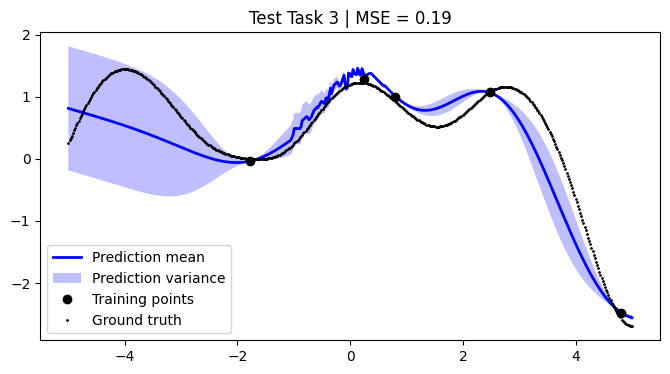 Test Task 3 | MSE = 0.19
2
1
0
−1
−2
Prediction mean
Prediction variance
Training points
Ground truth
−4 −2 0 2 4